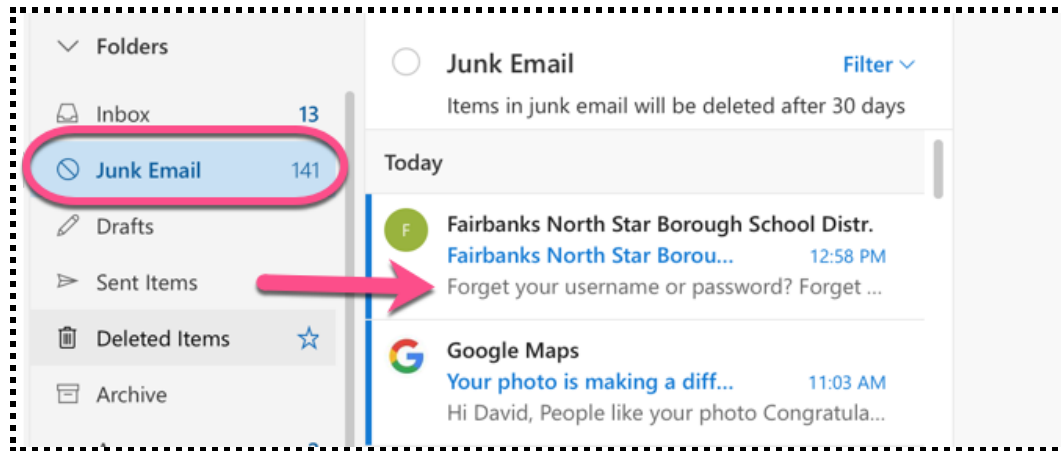 Folders
Inbox 13
Junk Email 141
Drafts
Sent Items
Deleted Items
Archive
Junk Email
Filter
Items in junk email will be deleted after 30 days
Today
F
Fairbanks North Star Borough School Distr.
Fairbanks North Star Borou... 12:58 PM
Forget your username or password? Forget ...
G
Google Maps
Your photo is making a diff... 11:03 AM
Hi David, People like your photo Congratula...